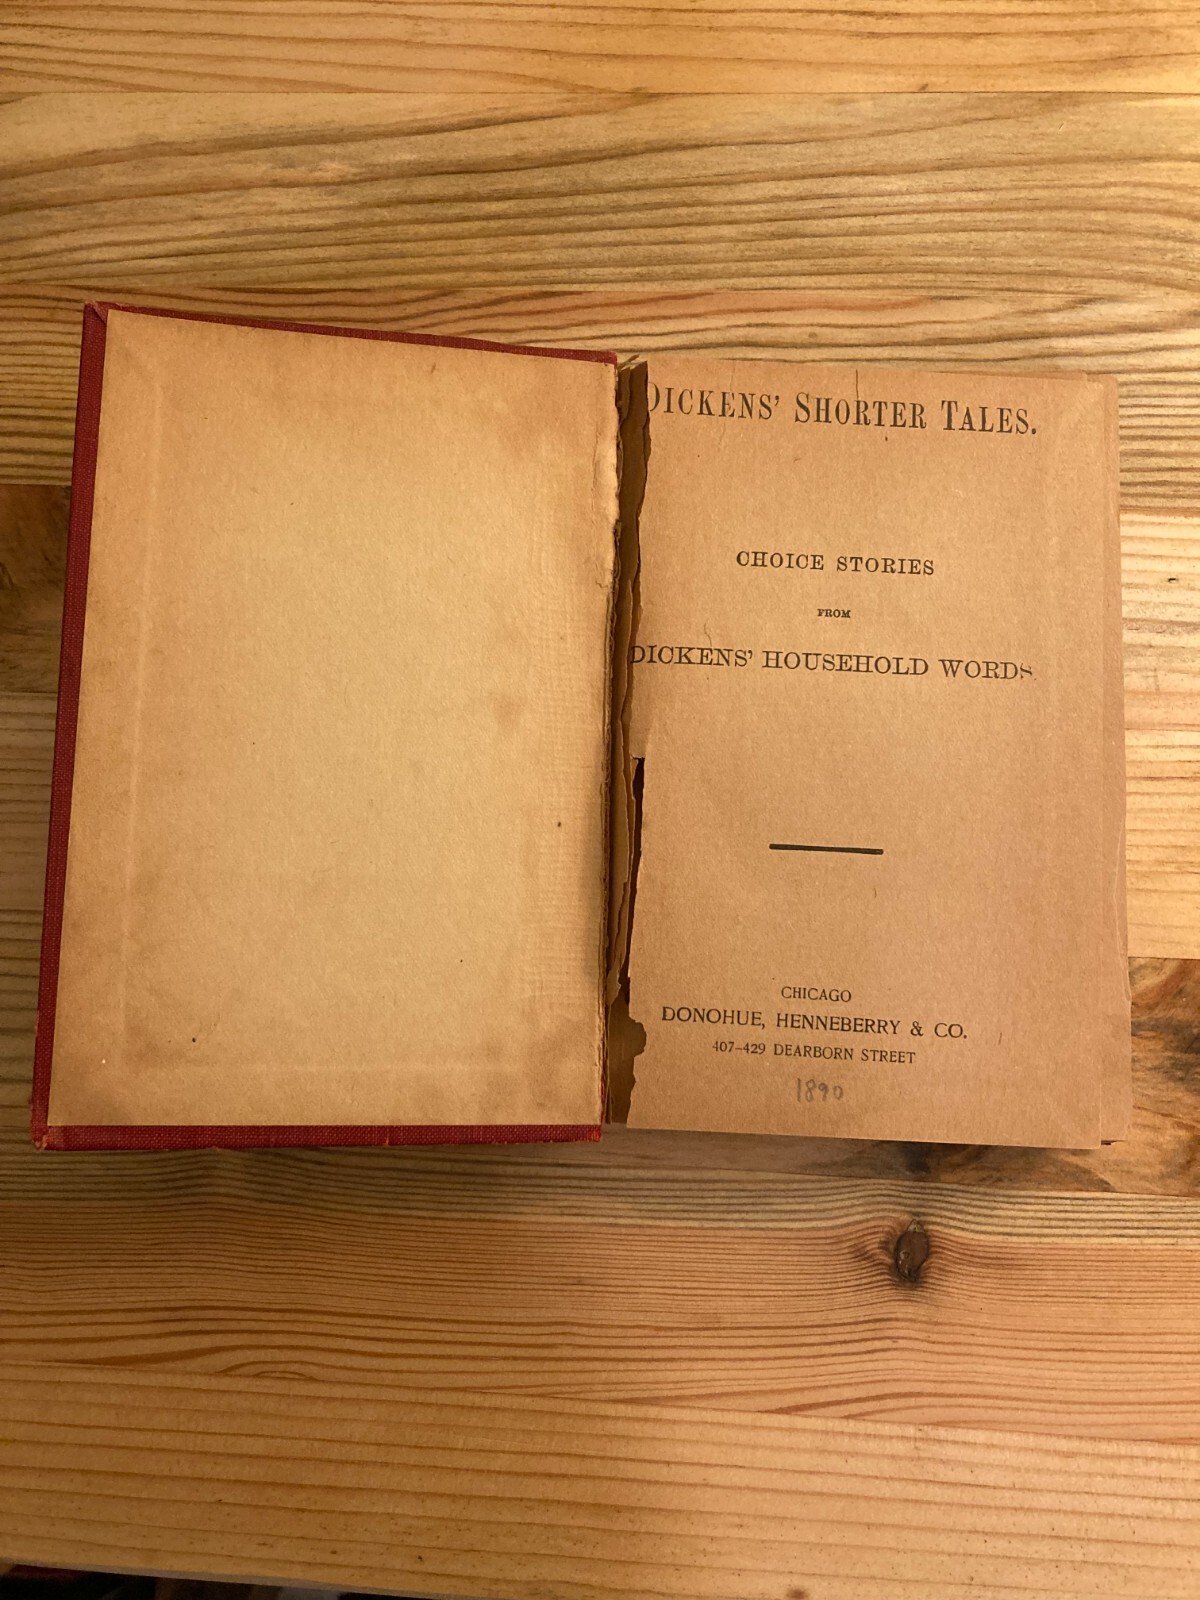 DICKENS' SHORTER TALES.
CHOICE STORIES
FROM
DICKENS' HOUSEHOLD WORDS.
CHICAGO
DONOHUE, HENNEBERRY & CO.
407-429 DEARBORN STREET
1890